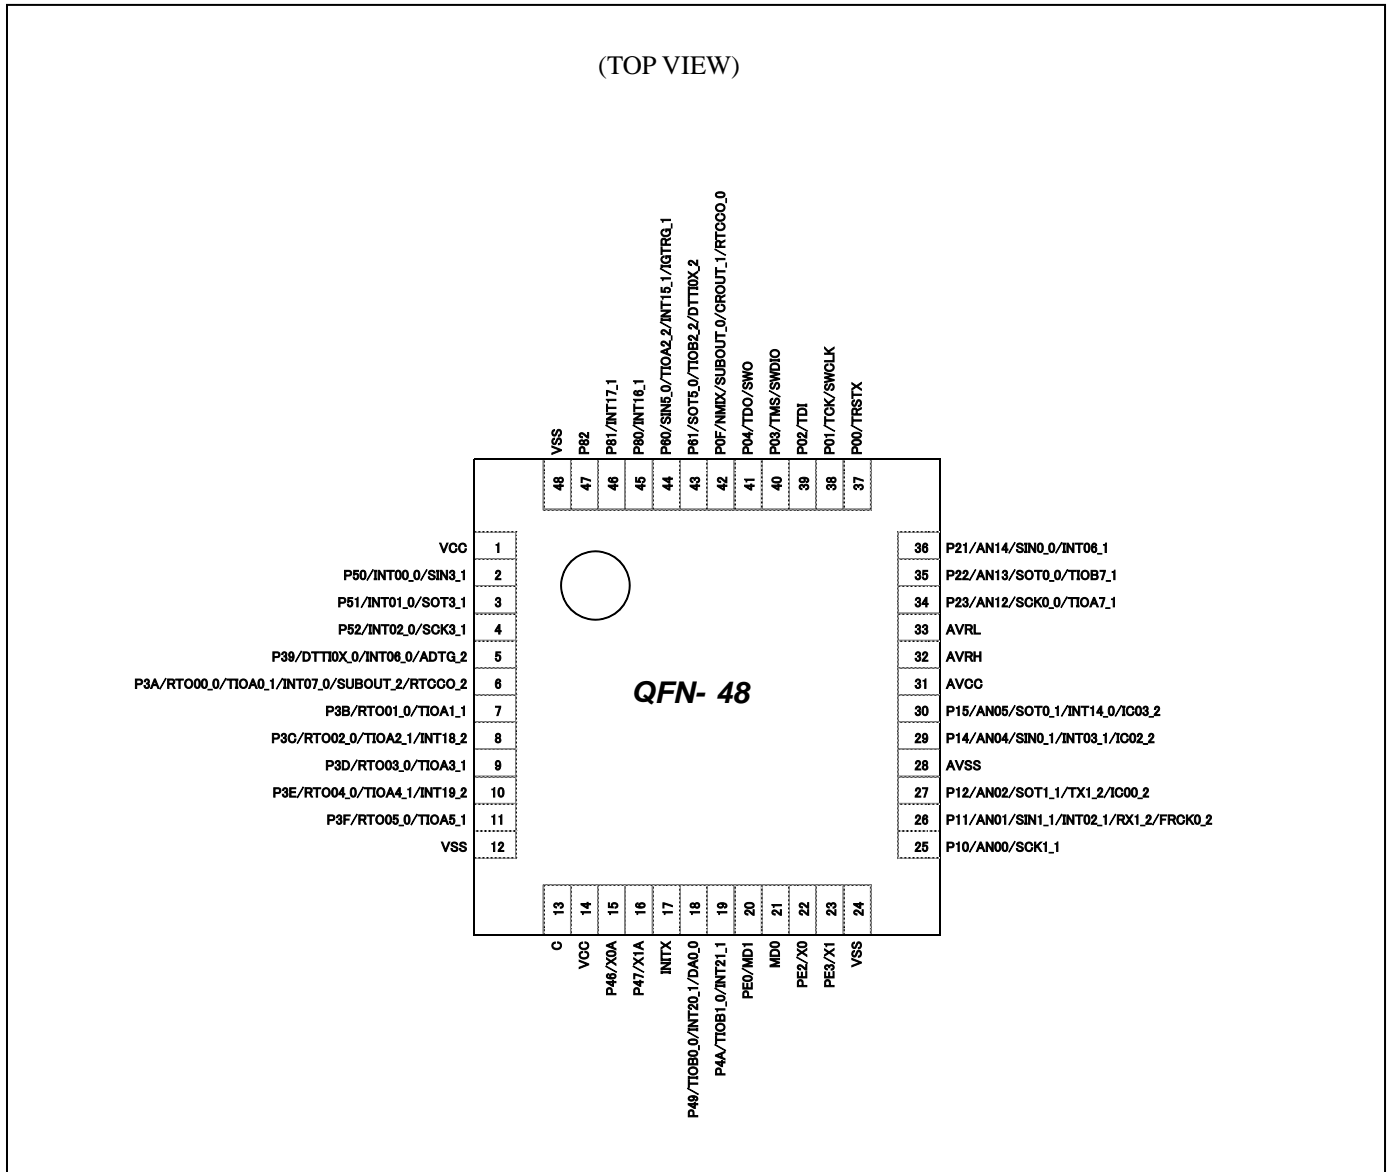 (TOP VIEW)
VSS
P82
P81/INT17_1
P80/INT16_1
P60/SIN5_0/TIOA2_2/INT15_1/IGTRG_1
P61/SOT5_0/TIOB2_2/DTTI0X_2
P0F/NMIX/SUBOUT_0/CROUT_1/RTCCO_0
P04/TDO/SWO
P03/TMS/SWDIO
P02/TDI
P01/TCK/SWCLK
P00/TRSTX
48 47 46 45 44 43 42 41 40 39 38 37
VCC 1
P50/INT00_0/SIN3_1 2
P51/INT01_0/SOT3_1 3
P52/INT02_0/SCK3_1 4
P39/DTTI0X_0/INT06_0/ADTG_2 5
P3A/RTO00_0/TIOA0_1/INT07_0/SUBOUT_2/RTCCO_2 6
P3B/RTO01_0/TIOA1_1 7
P3C/RTO02_0/TIOA2_1/INT18_2 8
P3D/RTO03_0/TIOA3_1 9
P3E/RTO04_0/TIOA4_1/INT19_2 10
P3F/RTO05_0/TIOA5_1 11
VSS 12
QFN- 48
36 P21/AN14/SIN0_0/INT06_1
35 P22/AN13/SOT0_0/TIOB7_1
34 P23/AN12/SCK0_0/TIOA7_1
33 AVRL
32 AVRH
31 AVCC
30 P15/AN05/SOT0_1/INT14_0/IC03_2
29 P14/AN04/SIN0_1/INT03_1/IC02_2
28 AVSS
27 P12/AN02/SOT1_1/TX1_2/IC00_2
26 P11/AN01/SIN1_1/INT02_1/RX1_2/FRCK0_2
25 P10/AN00/SCK1_1
13 14 15 16 17 18 19 20 21 22 23 24
C
VCC
P46/X0A
P47/X1A
INITX
P49/TIOB0_0/INT20_1/DA0_0
P4A/TIOB1_0/INT21_1
PE0/MD1
MD0
PE2/X0
PE3/X1
VSS